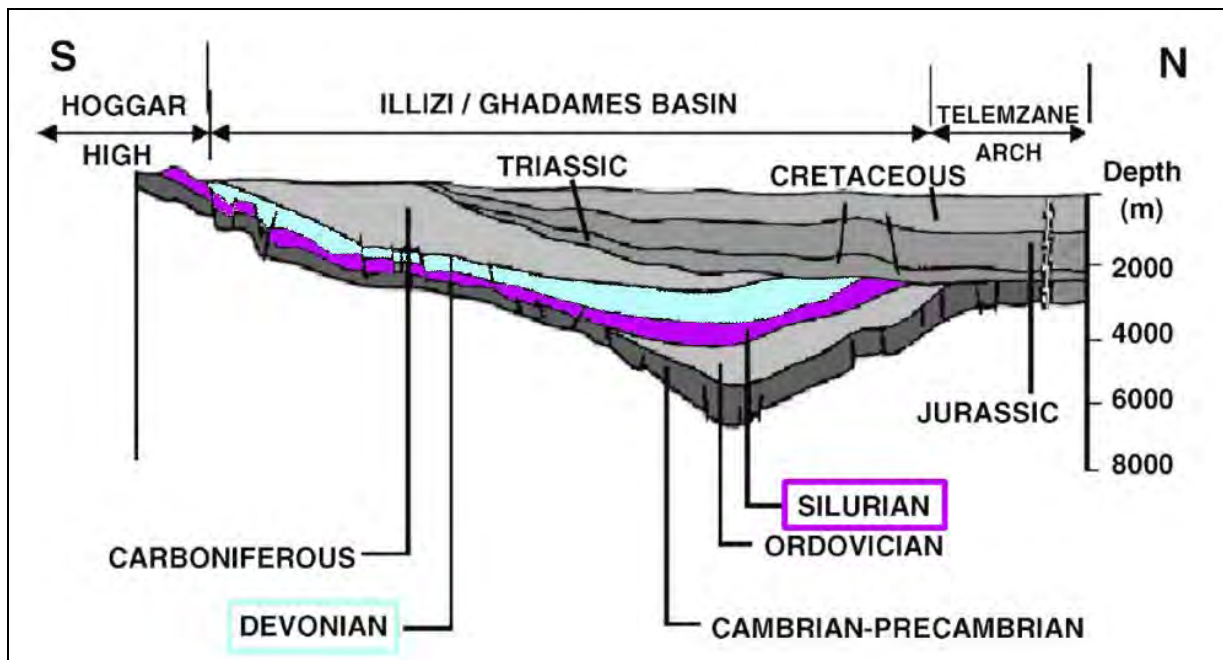 S
N
HOGGAR
HIGH
ILLIZI / GHADAMES BASIN
TELEMZANE
ARCH
TRIASSIC
CRETACEOUS
Depth
(m)
2000
4000
6000
8000
JURASSIC
SILURIAN
ORDOVICIAN
CARBONIFEROUS
DEVONIAN
CAMBRIAN-PRECAMBRIAN